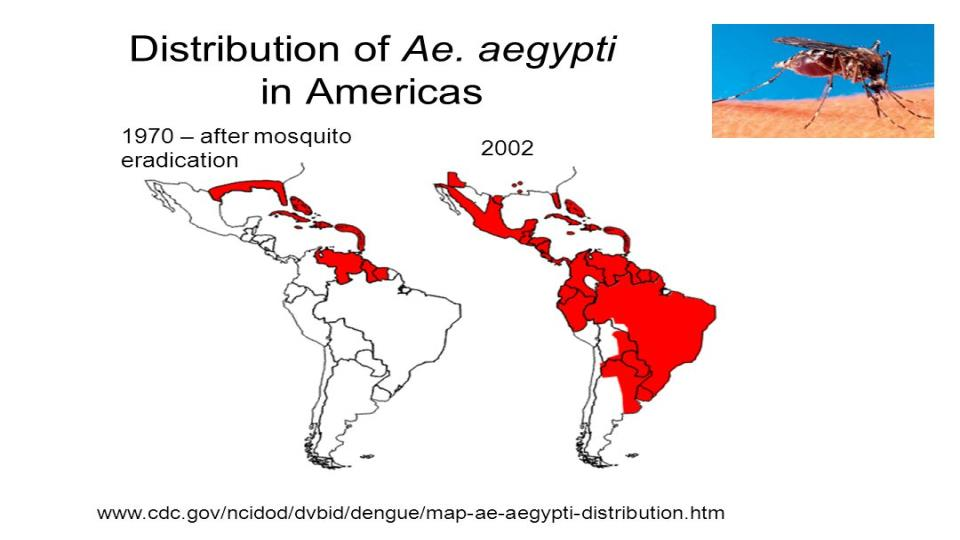 Distribution of Ae. aegypti
in Americas
1970 – after mosquito
eradication
2002
www.cdc.gov/ncidod/dvbid/dengue/map-ae-aegypti-distribution.htm